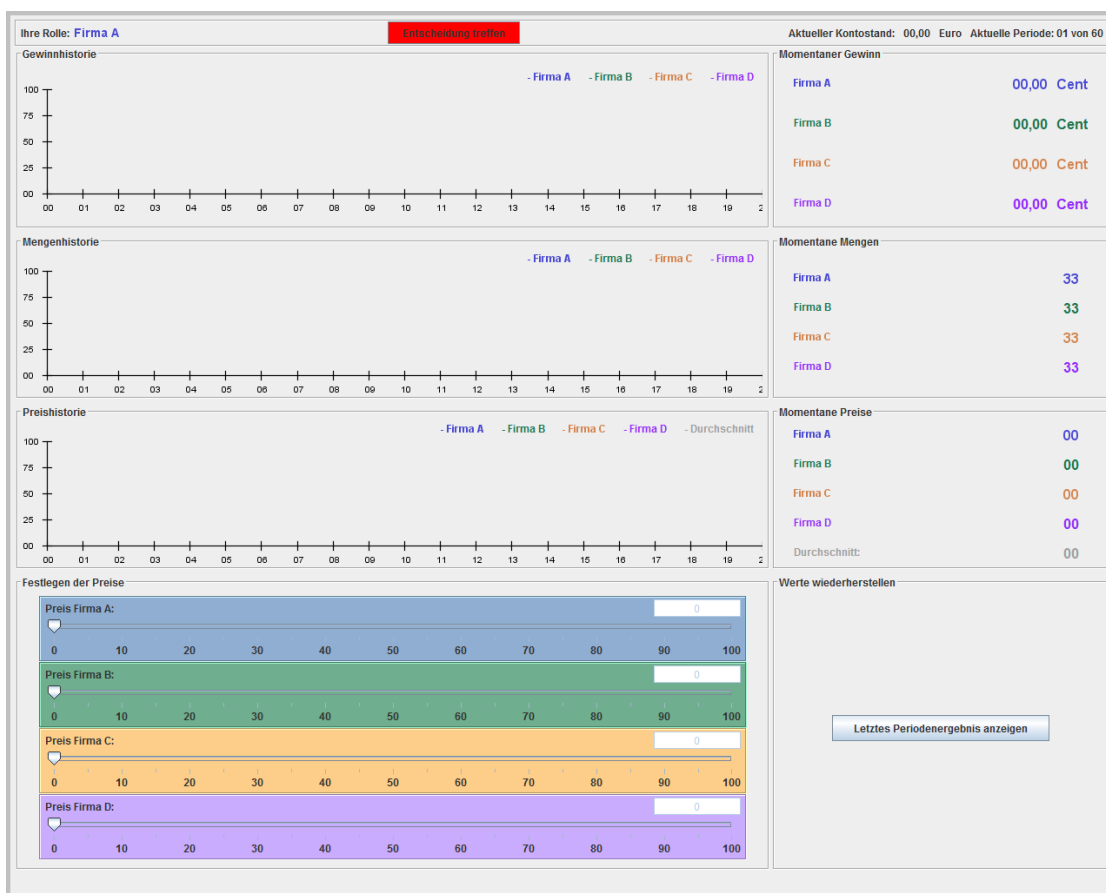 Ihre Rolle: Firma A Entscheidung treffen Aktueller Kontostand: 00,00 Euro Aktuelle Periode: 01 von 60
Gewinnhistorie
- Firma A - Firma B - Firma C - Firma D
100
75
50
25
00
00 01 02 03 04 05 06 07 08 09 10 11 12 13 14 15 16 17 18 19 2
Momentaner Gewinn
Firma A 00,00 Cent
Firma B 00,00 Cent
Firma C 00,00 Cent
Firma D 00,00 Cent
Mengenhistorie
- Firma A - Firma B - Firma C - Firma D
100
75
50
25
00
00 01 02 03 04 05 06 07 08 09 10 11 12 13 14 15 16 17 18 19 2
Momentane Mengen
Firma A 33
Firma B 33
Firma C 33
Firma D 33
Preishistorie
- Firma A - Firma B - Firma C - Firma D - Durchschnitt
100
75
50
25
00
00 01 02 03 04 05 06 07 08 09 10 11 12 13 14 15 16 17 18 19 2
Momentane Preise
Firma A 00
Firma B 00
Firma C 00
Firma D 00
Durchschnitt: 00
Festlegen der Preise
Preis Firma A: 0
0 10 20 30 40 50 60 70 80 90 100
Preis Firma B: 0
0 10 20 30 40 50 60 70 80 90 100
Preis Firma C: 0
0 10 20 30 40 50 60 70 80 90 100
Preis Firma D: 0
0 10 20 30 40 50 60 70 80 90 100
Werte wiederherstellen
Letztes Periodenergebnis anzeigen